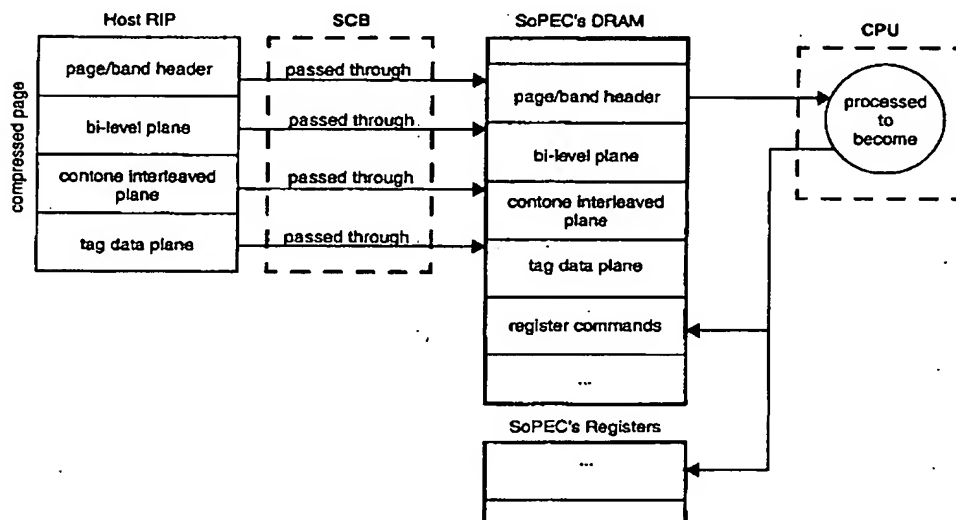 Host RIP
SCB
SoPEC's DRAM
CPU
compressed page
page/band header
bi-level plane
contone interleaved
plane
tag data plane
passed through
passed through
passed through
passed through
page/band header
bi-level plane
contone interleaved
plane
tag data plane
register commands
...
processed
to
become
SoPEC's Registers
...